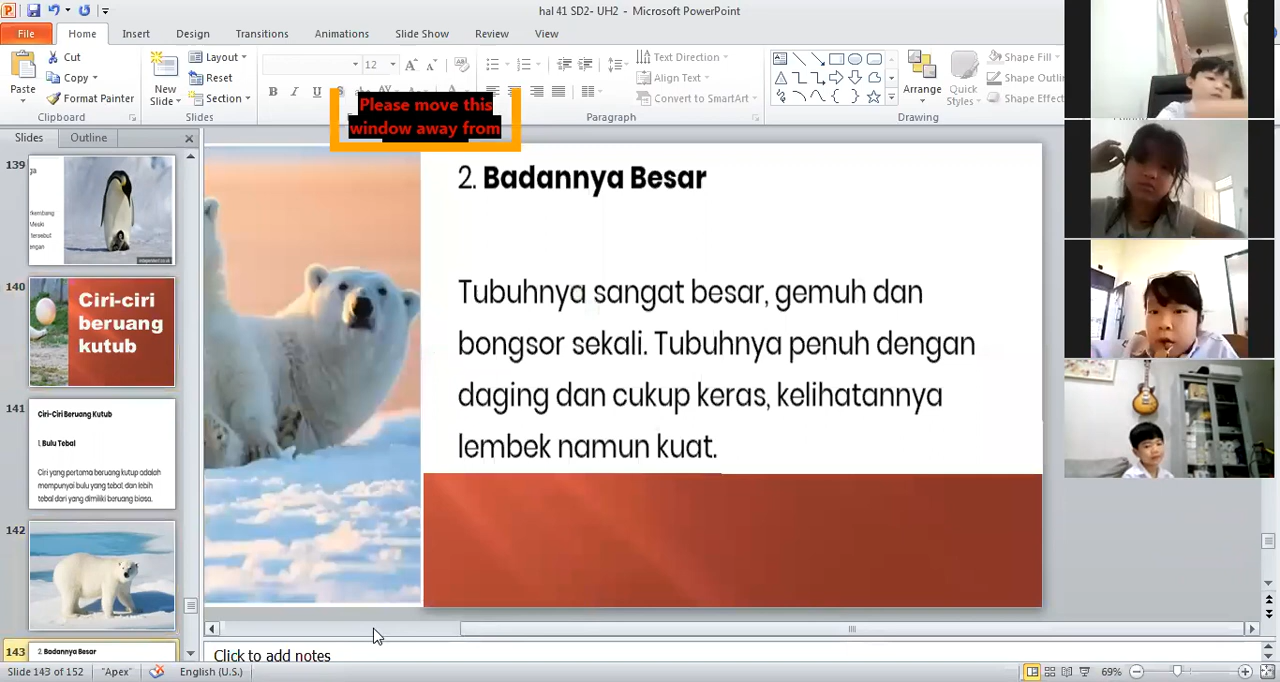 hal 41 SD2- UH2 - Microsoft PowerPoint
File Home Insert Design Transitions Animations Slide Show Review View
Paste
Cut
Copy
Format Painter
Clipboard
New
Slide
Layout
Reset
Section
Slides
12
B I U S
Please move this
window away from
Text Direction
Align Text
Convert to SmartArt
Paragraph
Arrange
Quick
Styles
Shape Fill
Shape Outlin
Shape Effect
Drawing
Slides Outline
139
140
Ciri-ciri
beruang
kutub
141
Ciri-Ciri Beruang Kutub
1. Bulu Tebal
Ciri yang pertama beruang kutup adalah
mempunyai bulu yang tebal, dan lebih
tebal dari yang dimiliki beruang biasa.
142
143
2. Badannya Besar
2. Badannya Besar
Tubuhnya sangat besar, gemuh dan
bongsor sekali. Tubuhnya penuh dengan
daging dan cukup keras, kelihatannya
lembek namun kuat.
Click to add notes
Slide 143 of 152 "Apex" English (U.S.) 69%